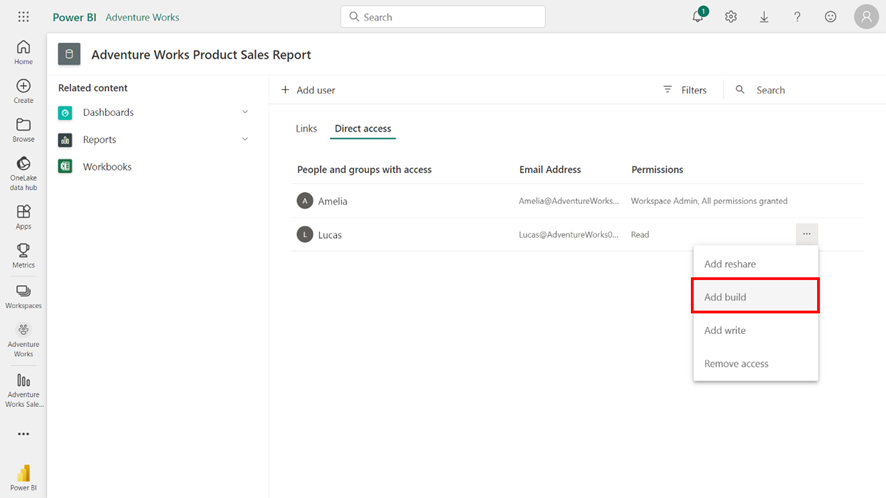 Power BI Adventure Works
Search
1
Home
Create
Browse
OneLake
data hub
Apps
Metrics
Workspaces
Adventure
Works
Adventure
Works Sale...
Power BI
Adventure Works Product Sales Report
Related content
Dashboards
Reports
Workbooks
Add user
Filters
Search
Links Direct access
People and groups with access Email Address Permissions
A Amelia Amelia@AdventureWorks... Workspace Admin, All permissions granted
L Lucas Lucas@AdventureWorks0... Read
Add reshare
Add build
Add write
Remove access